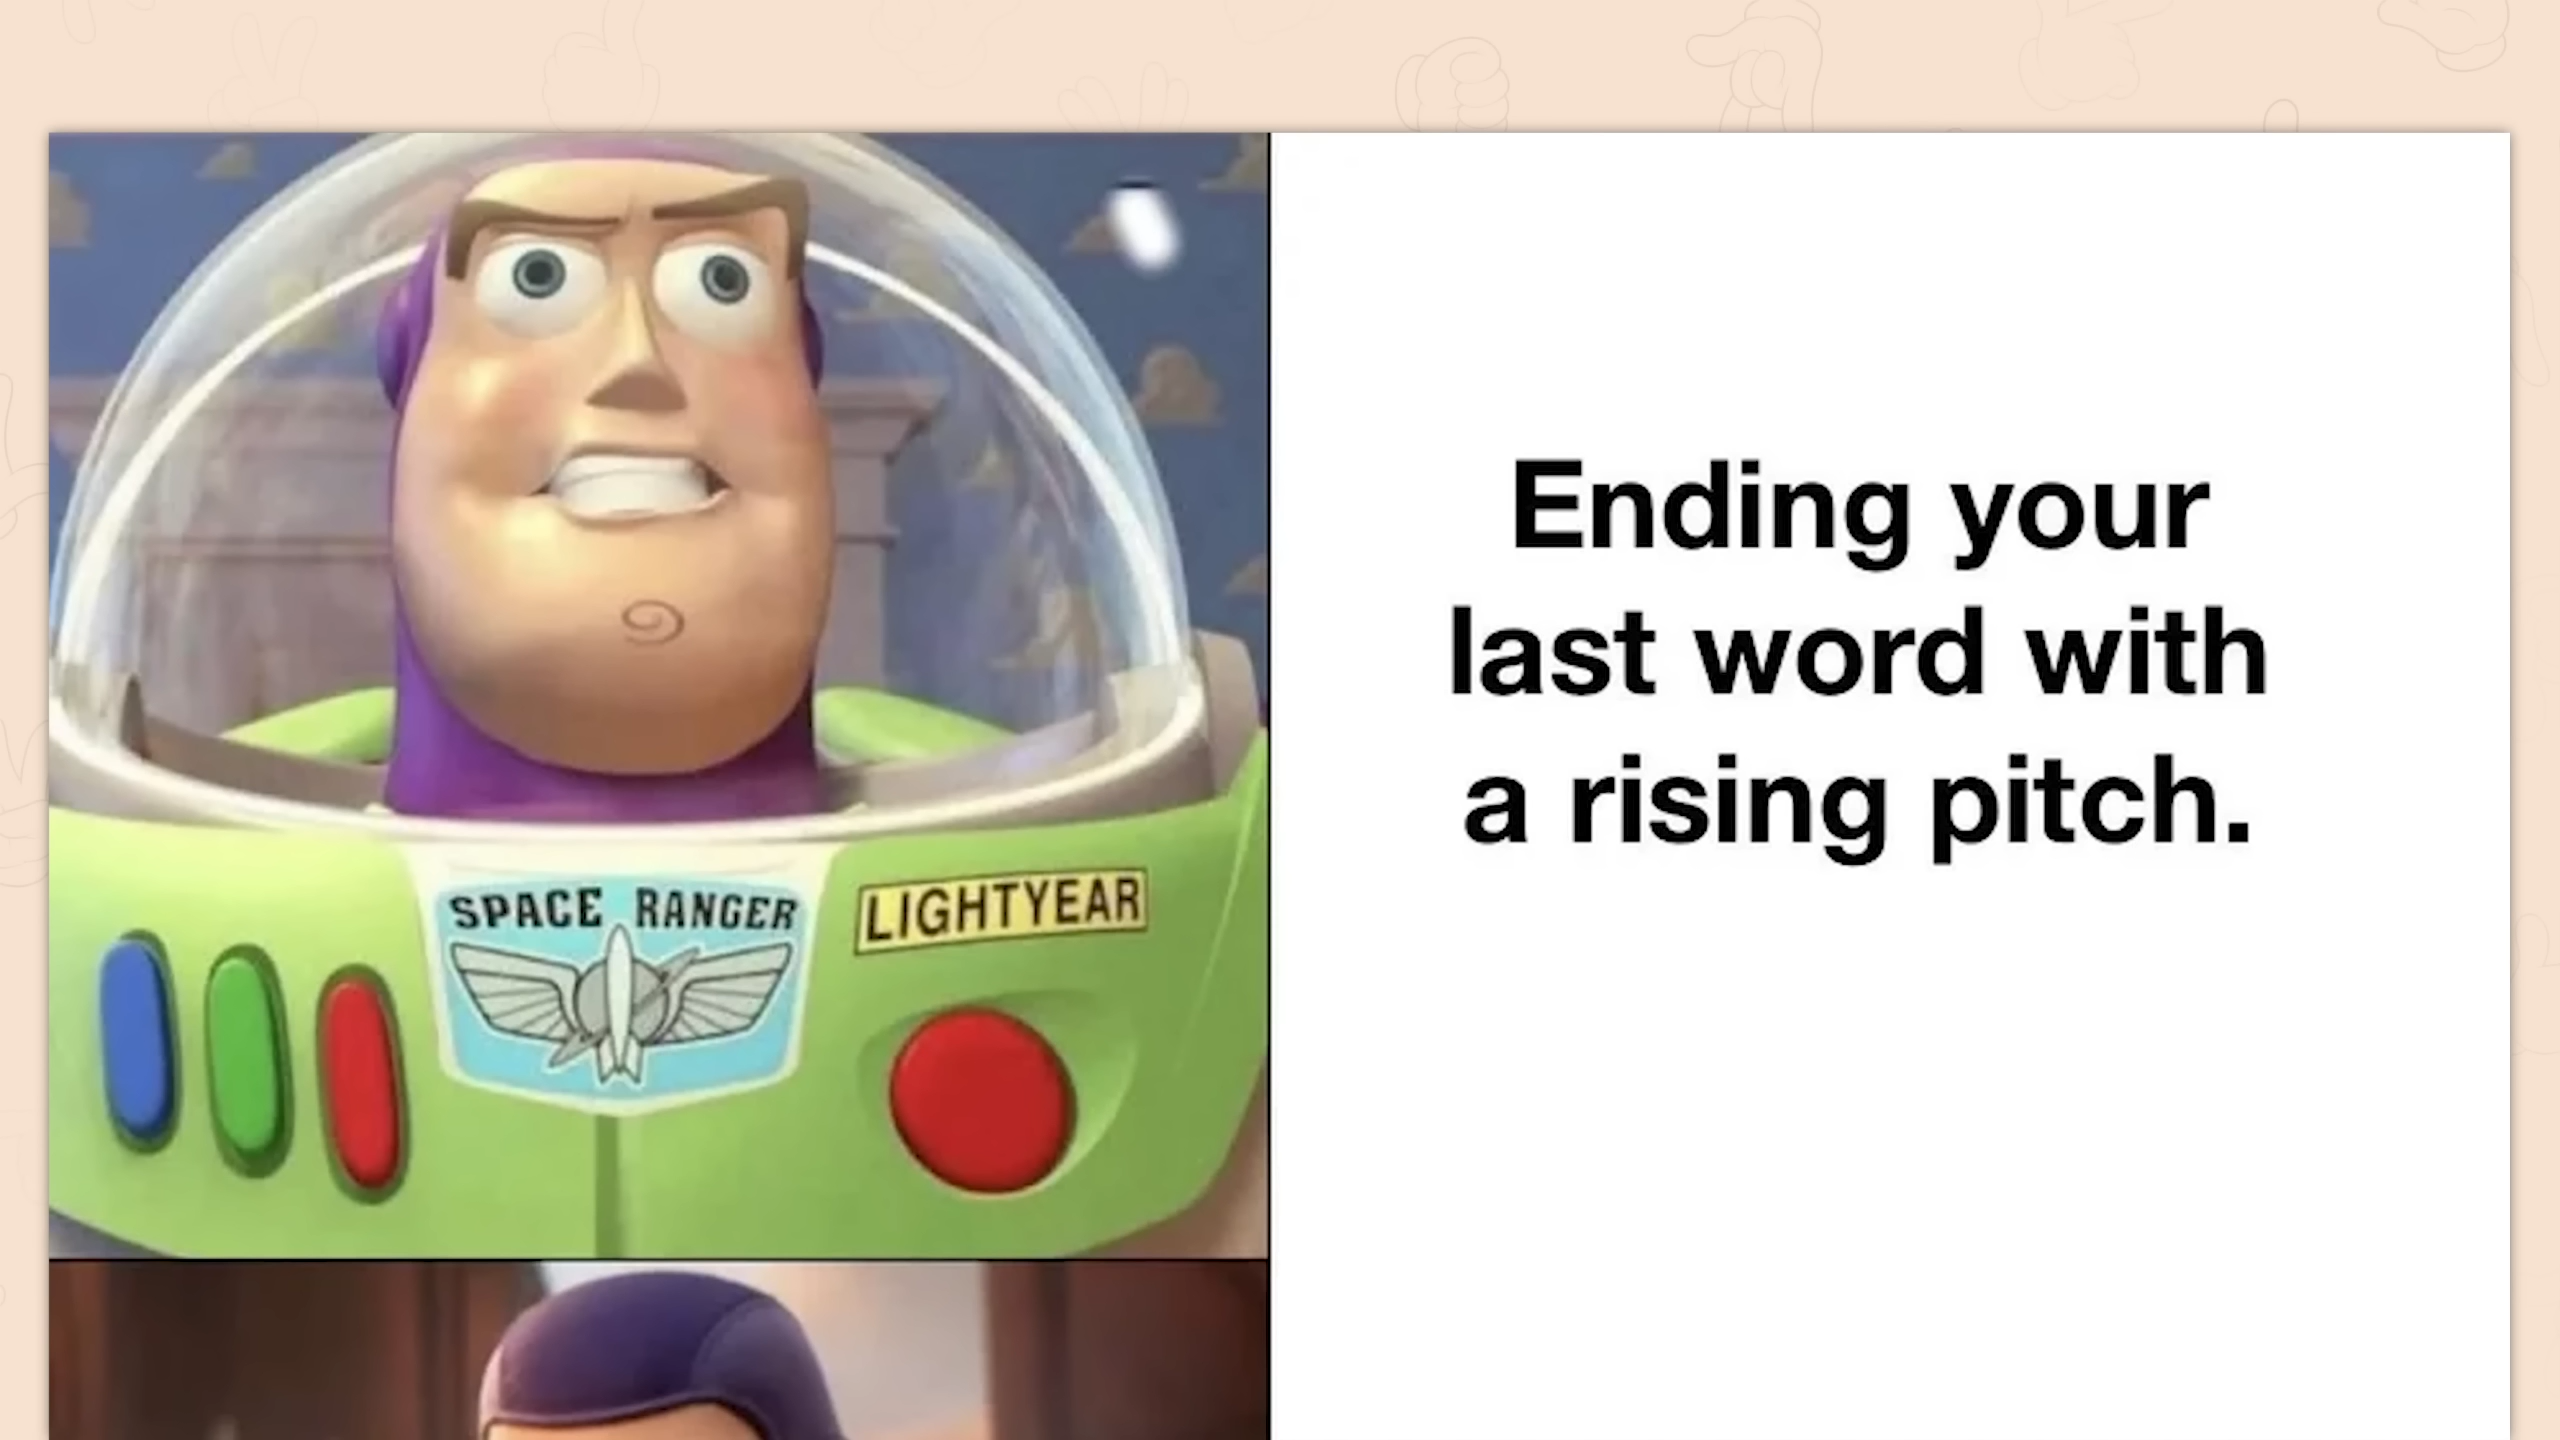 Ending your
last word with
a rising pitch.
SPACE RANGER
LIGHTYEAR